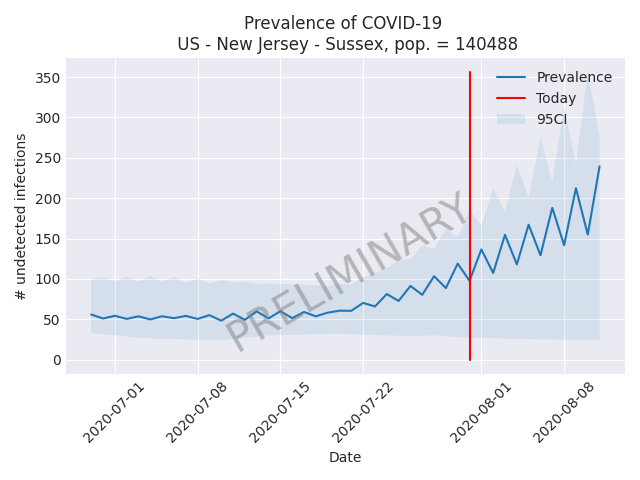 Prevalence of COVID-19
US - New Jersey - Sussex, pop. = 140488
350
300
250
200
150
100
50
0
# undetected infections
Prevalence
Today
95CI
PRELIMINARY
2020-07-01
2020-07-08
2020-07-15
2020-07-22
2020-08-01
2020-08-08
Date